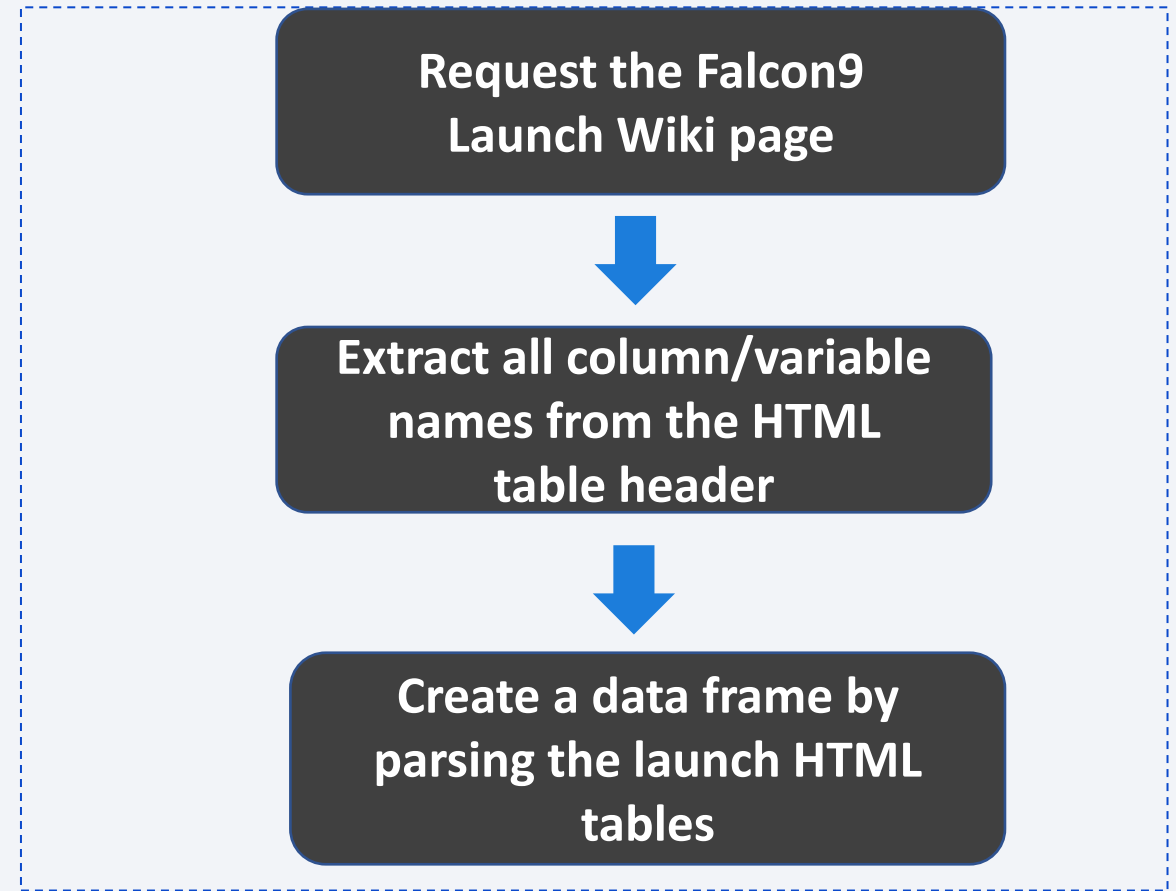 Request the Falcon9
Launch Wiki page
Extract all column/variable
names from the HTML
table header
Create a data frame by
parsing the launch HTML
tables